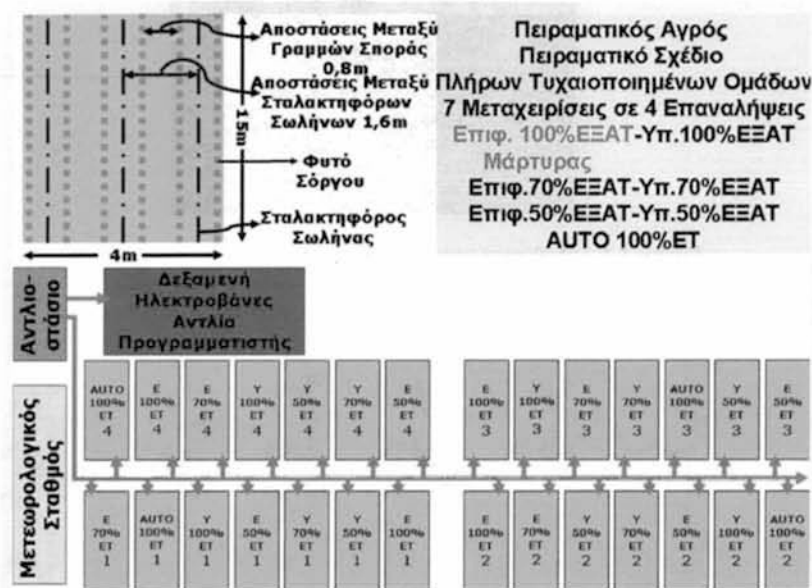 Αποστάσεις Μεταξύ
Γραμμών Σποράς
0,8m
Αποστάσεις Μεταξύ
Σταλακτηφόρων
Σωλήνων 1,6m
15m
Φυτό
Σόργου
Σταλακτηφόρος
Σωλήνας
4m
Πειραματικός Αγρός
Πειραματικό Σχέδιο
Πλήρων Τυχαιοποιημένων Ομάδων
7 Μεταχειρίσεις σε 4 Επαναλήψεις
Επιφ. 100%ΕΞΑΤ-Υπ.100%ΕΞΑΤ
Μάρτυρας
Επιφ.70%ΕΞΑΤ-Υπ.70%ΕΞΑΤ
Επιφ.50%ΕΞΑΤ-Υπ.50%ΕΞΑΤ
AUTO 100%ET
Αντλιο-
στάσιο
Δεξαμενή
Ηλεκτροβάνες
Αντλία
Προγραμματιστής
Μετεωρολογικός
Σταθμός
AUTO Ε Ε Υ Υ Υ Ε Ε Υ Ε Υ AUTO Υ Ε
100% 100% 70% 100% 50% 70% 50% 100% 100% 70% 70% 100% 50% 50%
ET ET ET ET ET ET ET ET ET ET ET ET ET ET
4 4 4 4 4 4 4 3 3 3 3 3 3 3
Ε AUTO Υ Ε Υ Υ Ε Ε Ε Υ Υ Ε Υ AUTO
70% 100% 100% 50% 70% 50% 100% 100% 70% 50% 70% 50% 100% 100%
ET ET ET ET ET ET ET ET ET ET ET ET ET ET
1 1 1 1 1 1 1 2 2 2 2 2 2 2